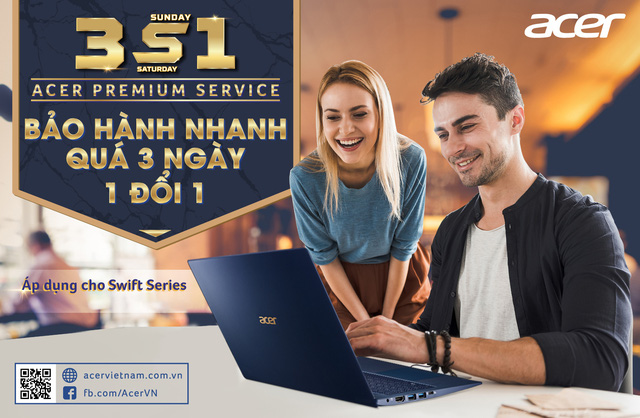 SUNDAY
3S1
SATURDAY
ACER PREMIUM SERVICE
BẢO HÀNH NHANH
QUÁ 3 NGÀY
1 ĐỔI 1
Áp dụng cho Swift Series
acervietnam.com.vn
fb.com/AcerVN
acer
acer